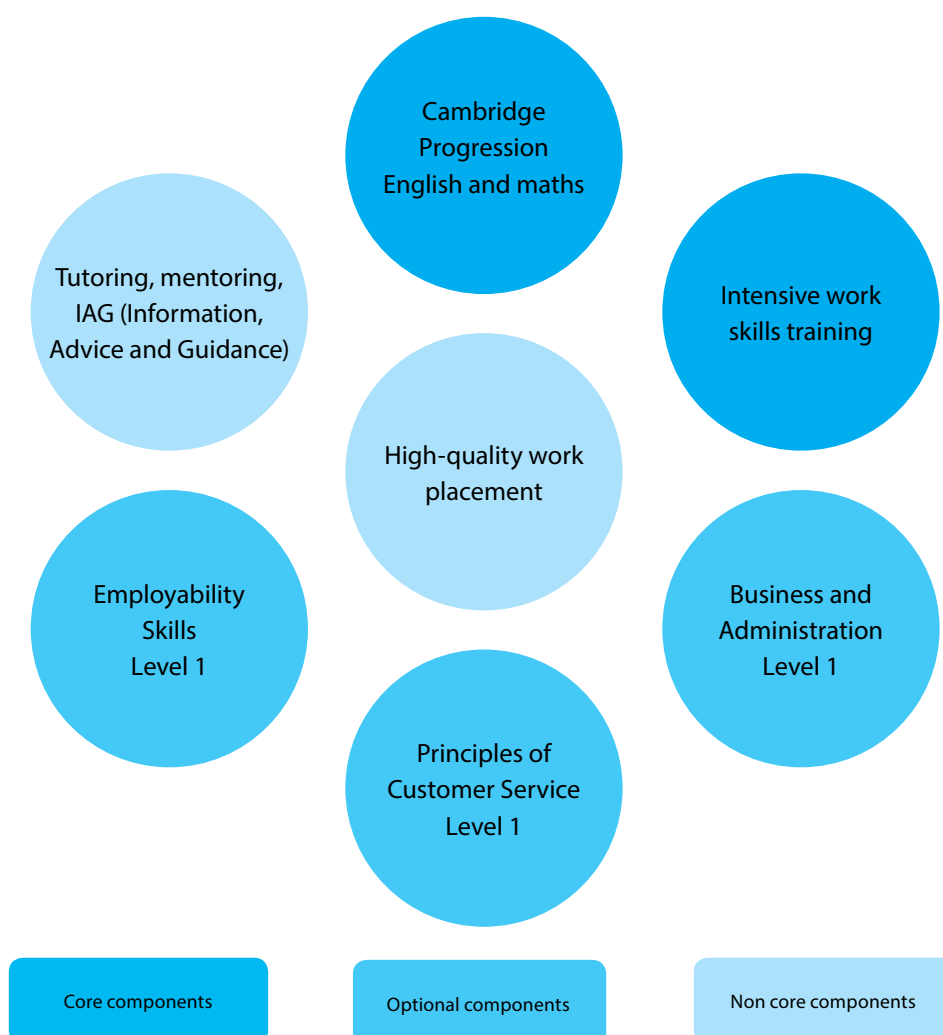 Cambridge
Progression
English and maths
Tutoring, mentoring,
IAG (Information,
Advice and Guidance)
Intensive work
skills training
High-quality work
placement
Employability
Skills
Level 1
Business and
Administration
Level 1
Principles of
Customer Service
Level 1
Core components
Optional components
Non core components